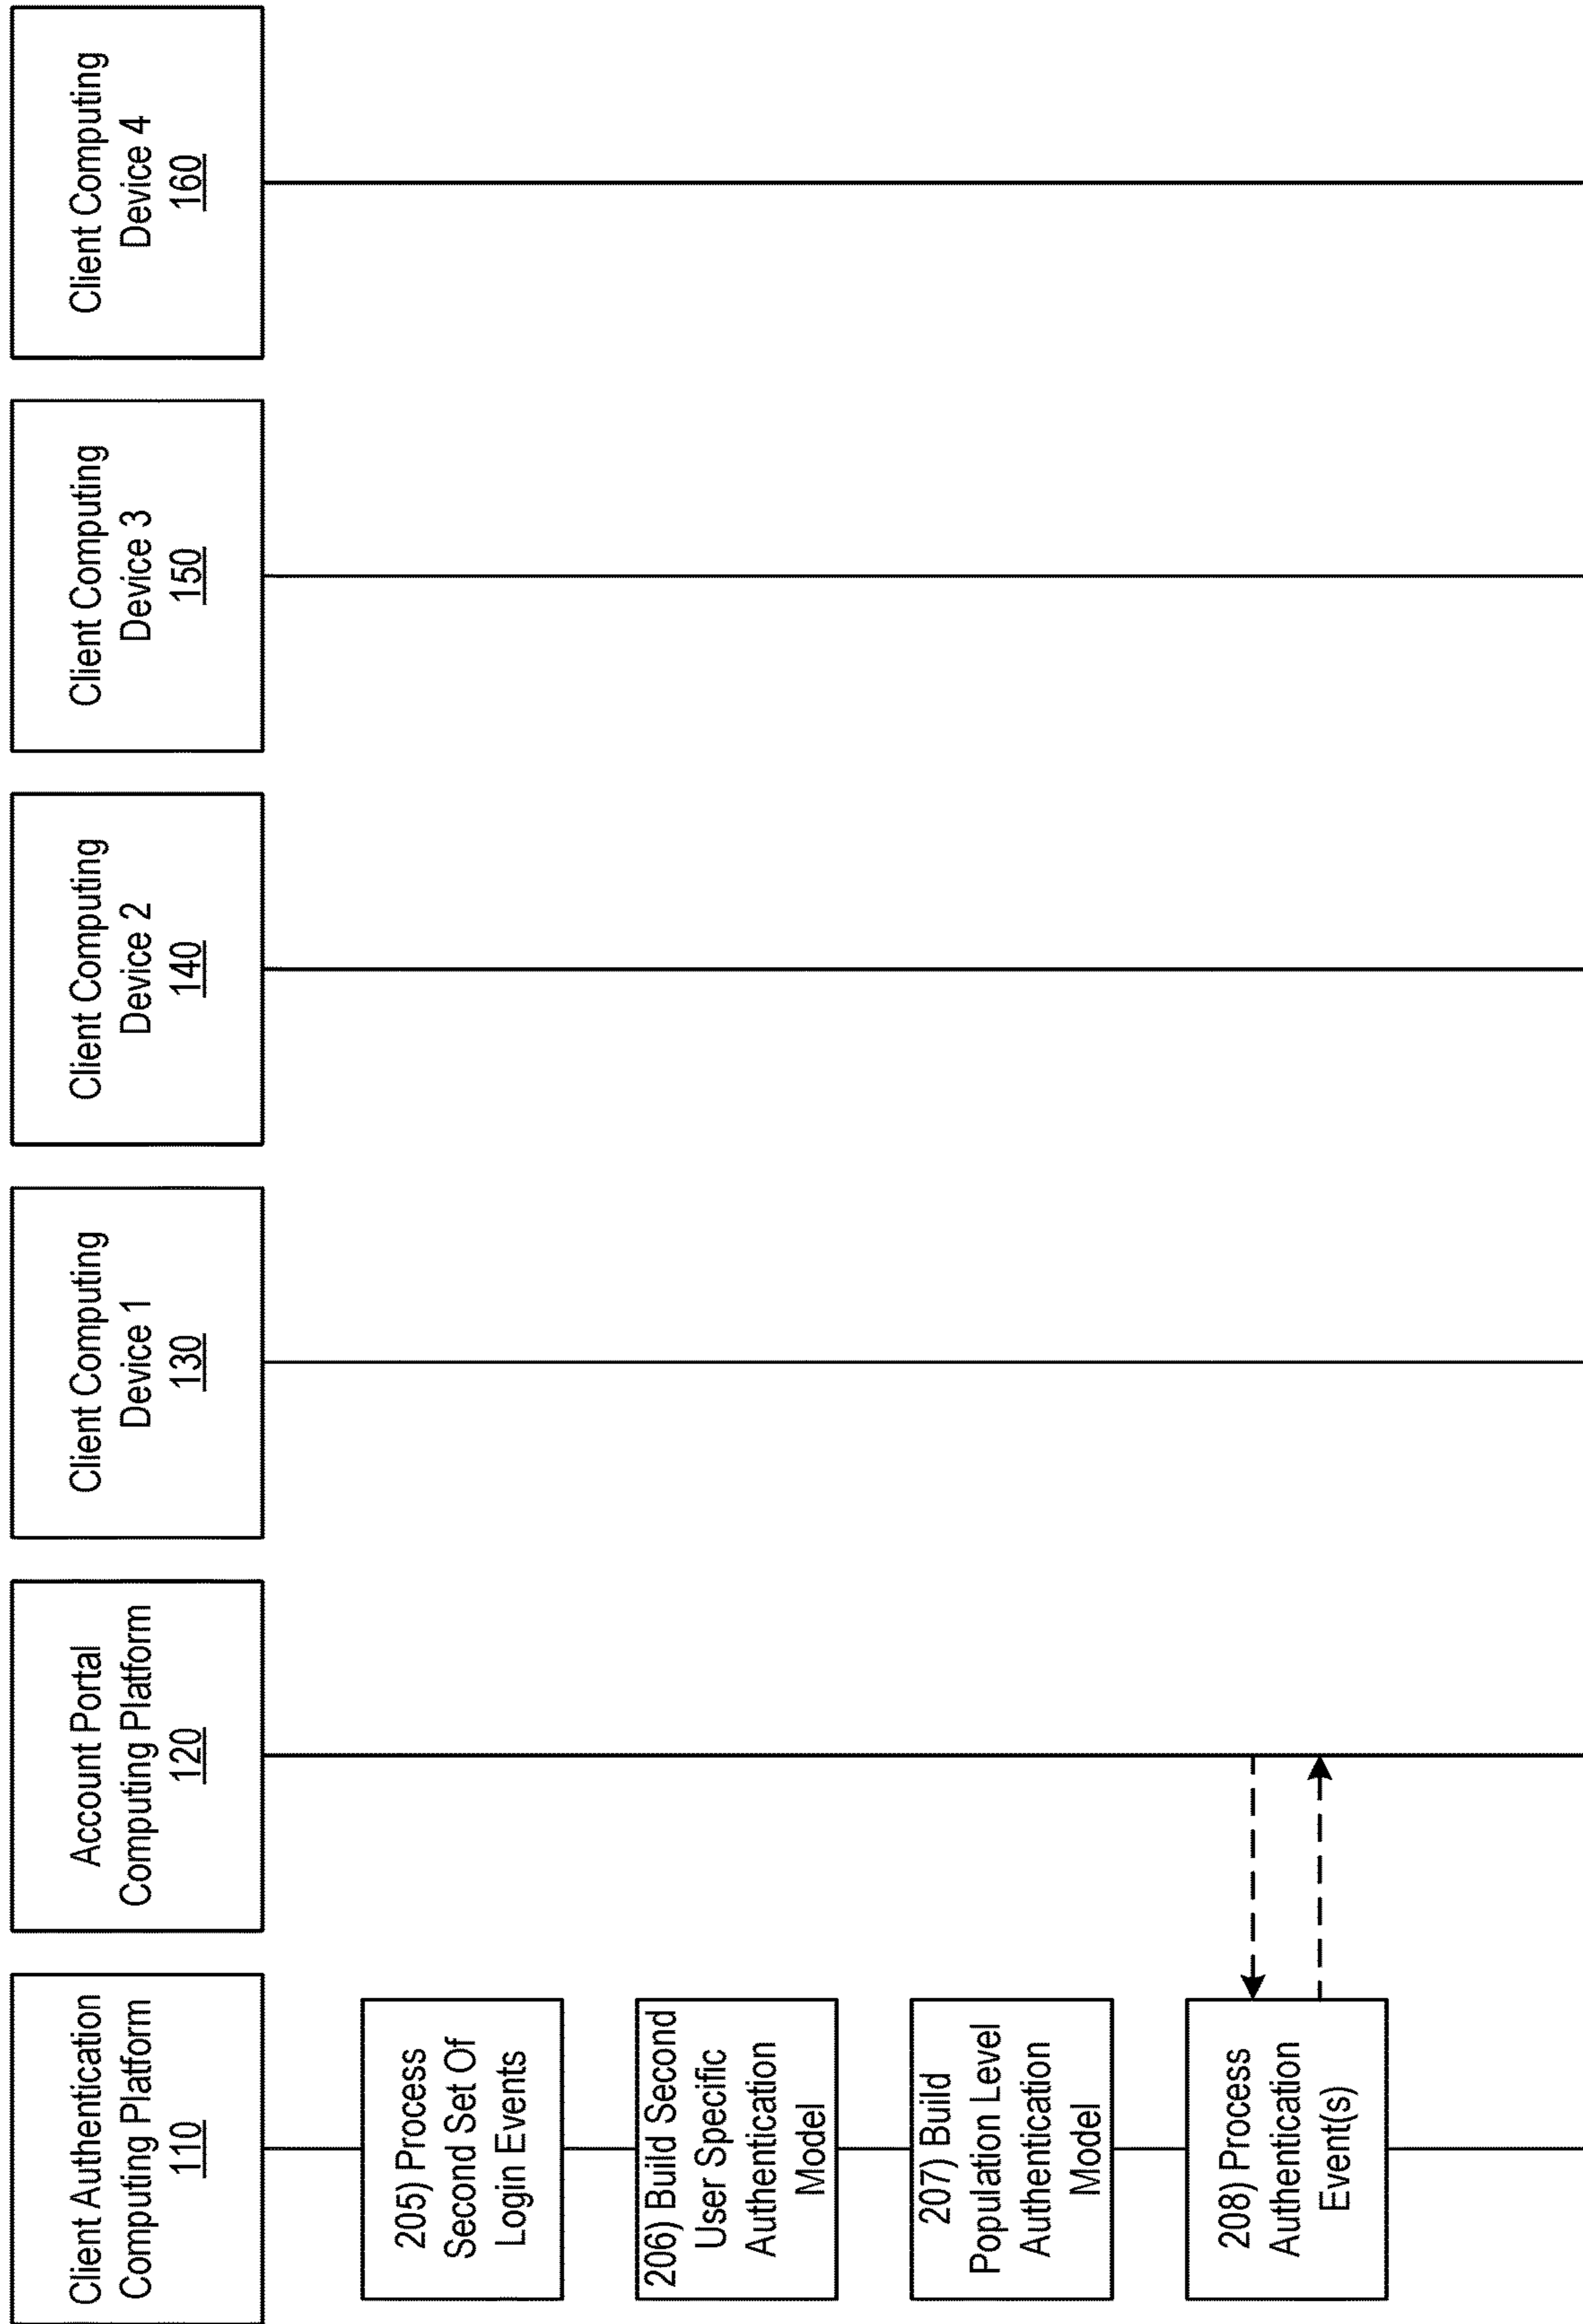 Client Authentication
Computing Platform
110
Account Portal
Computing Platform
120
Client Computing
Device 1
130
Client Computing
Device 2
140
Client Computing
Device 3
150
Client Computing
Device 4
160
205) Process
Second Set Of
Login Events
206) Build Second
User Specific
Authentication
Model
207) Build
Population Level
Authentication
Model
208) Process
Authentication
Event(s)